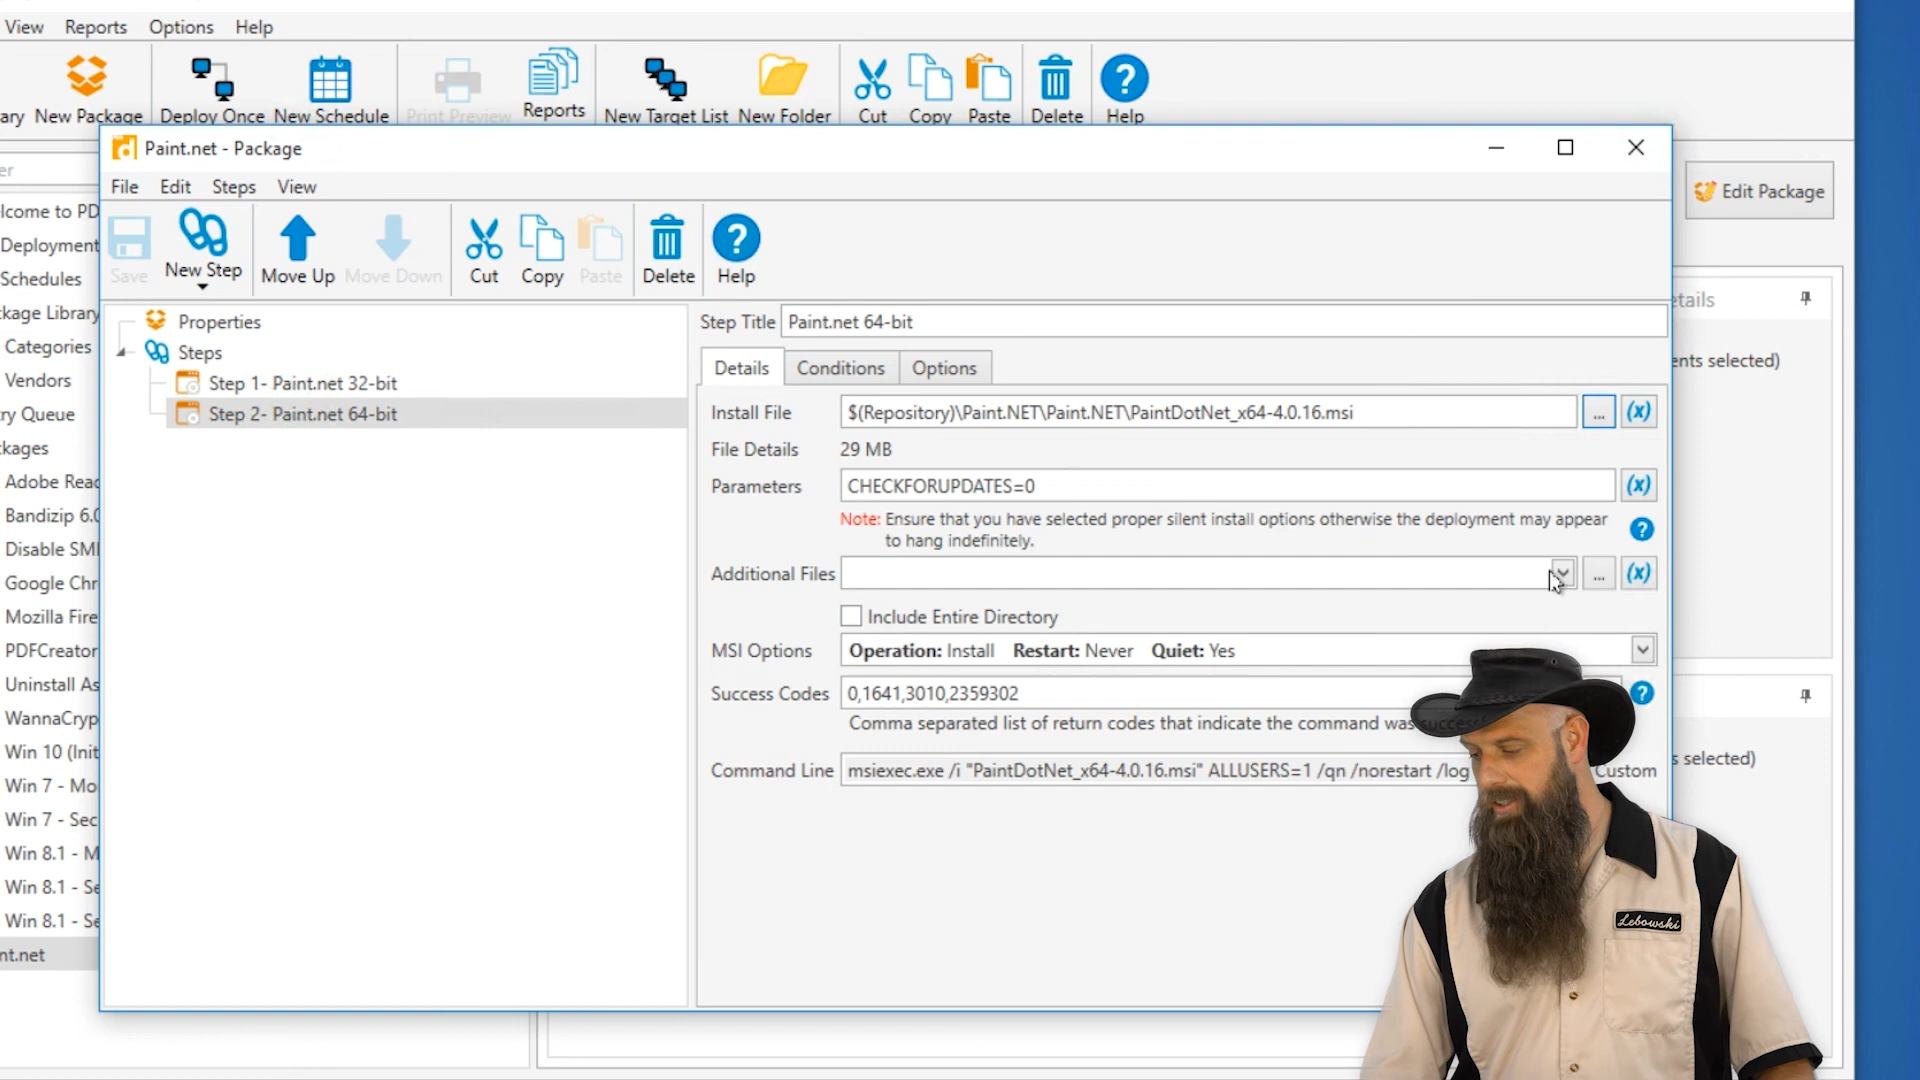 View Reports Options Help
ary New Package Deploy Once New Schedule Print Preview Reports New Target List New Folder Cut Copy Paste Delete Help
Paint.net - Package
File Edit Steps View
Save New Step Move Up Move Down Cut Copy Paste Delete Help
Edit Package
er
lcome to PD
Deployment
Schedules
kage Library
Categories
Vendors
ry Queue
kages
Adobe Reac
Bandizip 6.0
Disable SMI
Google Chr
Mozilla Fire
PDFCreator
Uninstall As
WannaCryp
Win 10 (Init
Win 7 - Mo
Win 7 - Sec
Win 8.1 - M
Win 8.1 - Se
Win 8.1 - Se
nt.net
Properties
Steps
Step 1- Paint.net 32-bit
Step 2- Paint.net 64-bit
Step Title Paint.net 64-bit
Details Conditions Options
Install File $(Repository)\Paint.NET\Paint.NET\PaintDotNet_x64-4.0.16.msi ... (x)
File Details 29 MB
Parameters CHECKFORUPDATES=0 (x)
Note: Ensure that you have selected proper silent install options otherwise the deployment may appear
to hang indefinitely.
Additional Files ... (x)
Include Entire Directory
MSI Options Operation: Install Restart: Never Quiet: Yes
Success Codes 0,1641,3010,2359302
Comma separated list of return codes that indicate the command was success
Command Line msiexec.exe /i "PaintDotNet_x64-4.0.16.msi" ALLUSERS=1 /qn /norestart /log Custom
etails
ents selected)
s selected)
Lebowski